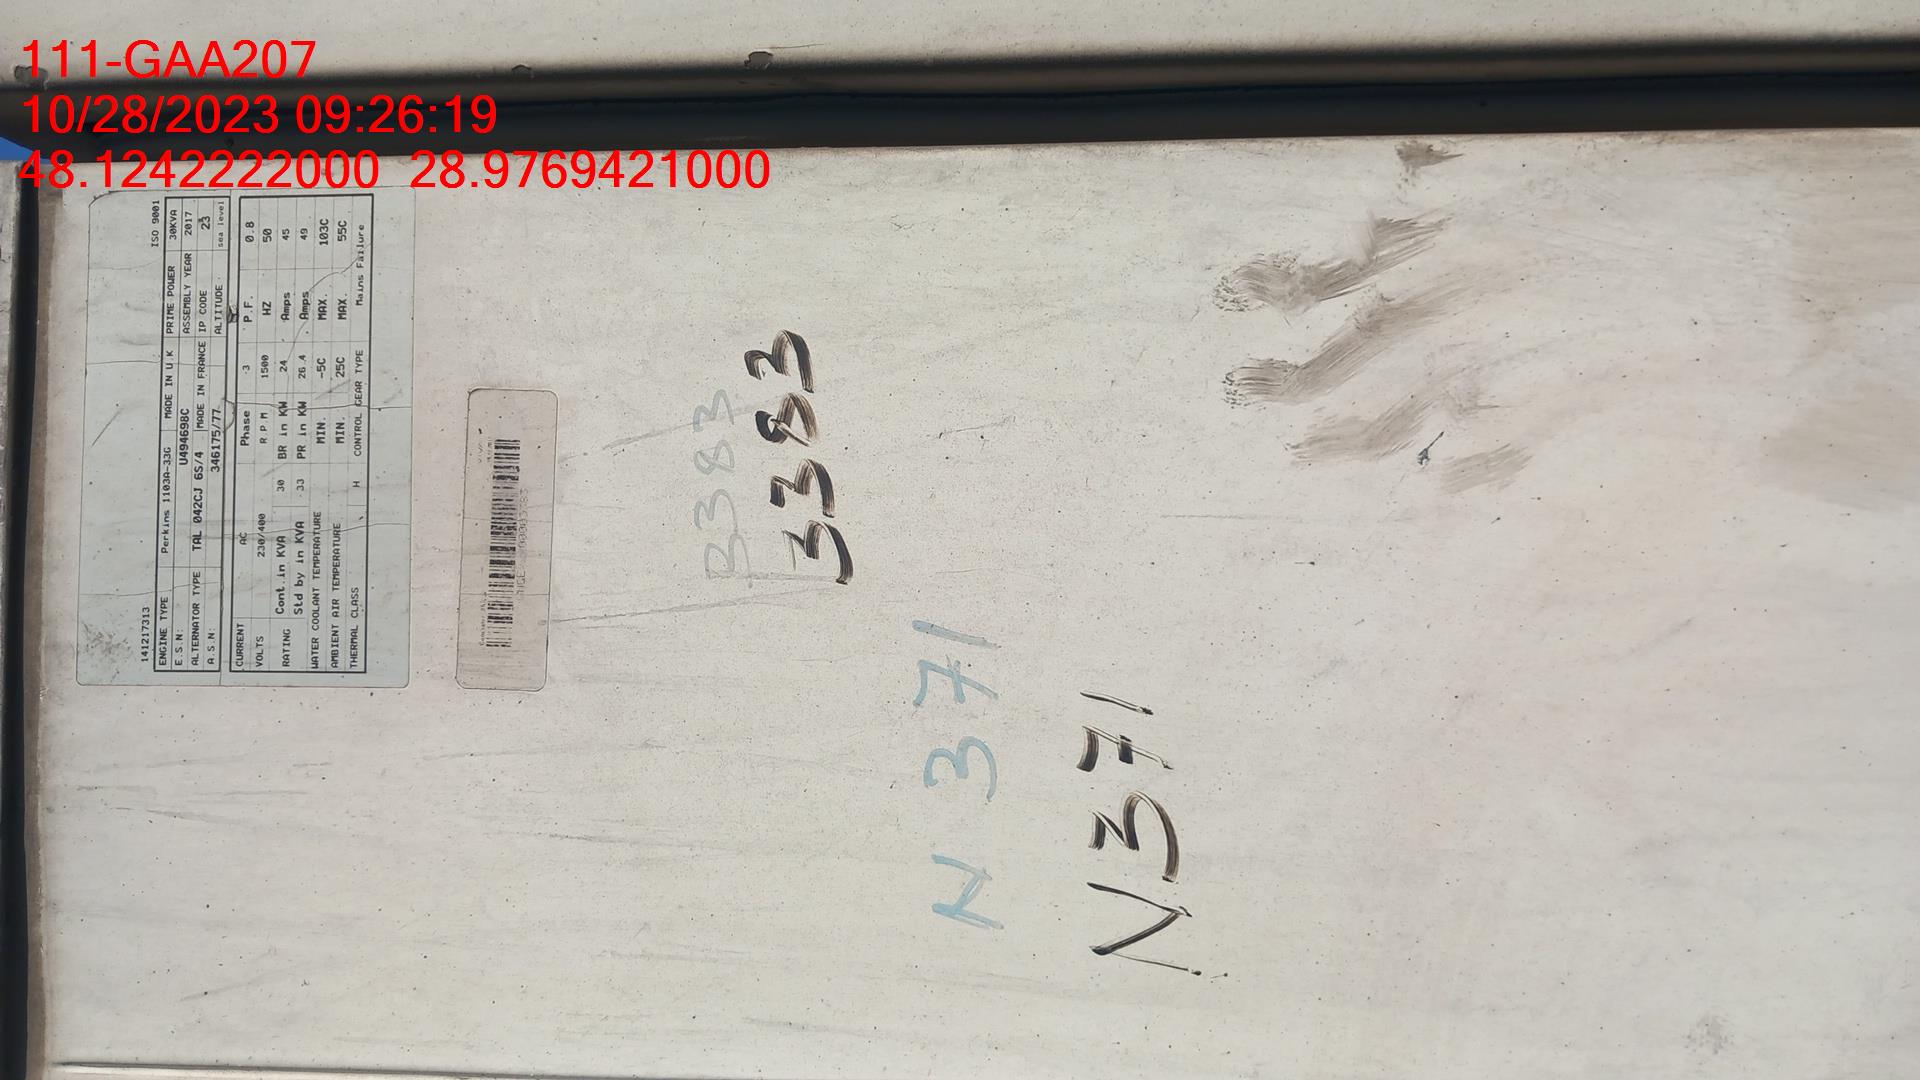 111-GAA207
10/28/2023 09:26:19
48.1242222000 28.9769421000
141217313 ISO 9001
ENGINE TYPE Perkins 1103A-33G MADE IN U.K PRIME POWER 30KVA
E.S.N: U494698C ASSEMBLY YEAR 2017
ALTERNATOR TYPE TAL 042CJ 6S/4 MADE IN FRANCE IP CODE 23
A.S.N: 346175/77 ALTITUDE sea level
CURRENT AC Phase 3 P.F. 0.8
VOLTS 230/400 R.P.M 1500 HZ 50
RATING Cont.in KVA 30 BR in KW 24 Amps 45
Std by in KVA 33 PR in KW 26.4 Amps 49
WATER COOLANT TEMPERATURE MIN. -5C MAX. 103C
AMBIENT AIR TEMPERATURE MIN. 25C MAX. 55C
THERMAL CLASS H CONTROL GEAR TYPE Mains Failure
B383
3383
N 371
N371